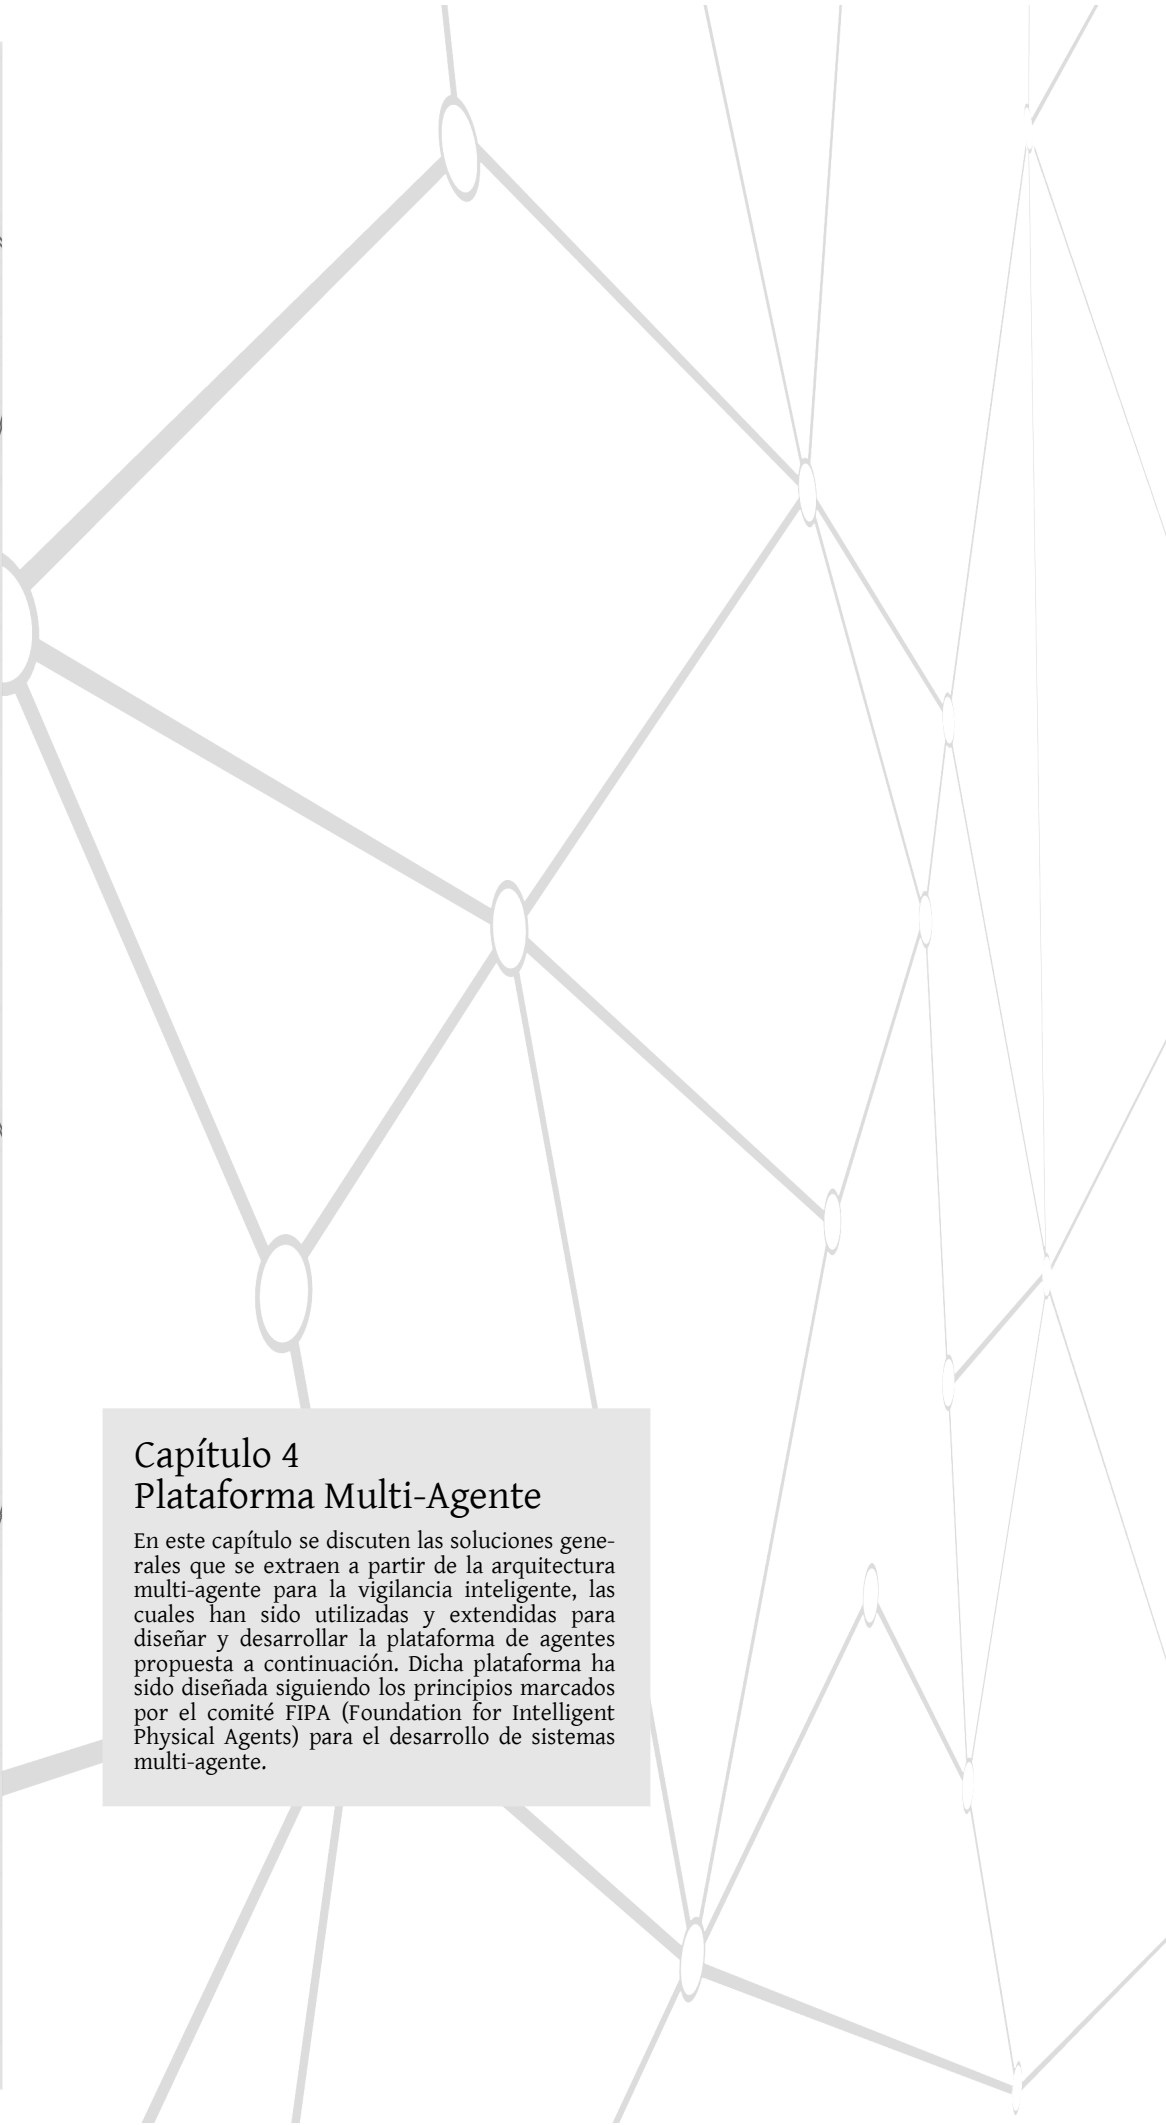 Capítulo 4
Plataforma Multi-Agente
En este capítulo se discuten las soluciones gene-
rales que se extraen a partir de la arquitectura
multi-agente para la vigilancia inteligente, las
cuales han sido utilizadas y extendidas para
diseñar y desarrollar la plataforma de agentes
propuesta a continuación. Dicha plataforma ha
sido diseñada siguiendo los principios marcados
por el comité FIPA (Foundation for Intelligent
Physical Agents) para el desarrollo de sistemas
multi-agente.